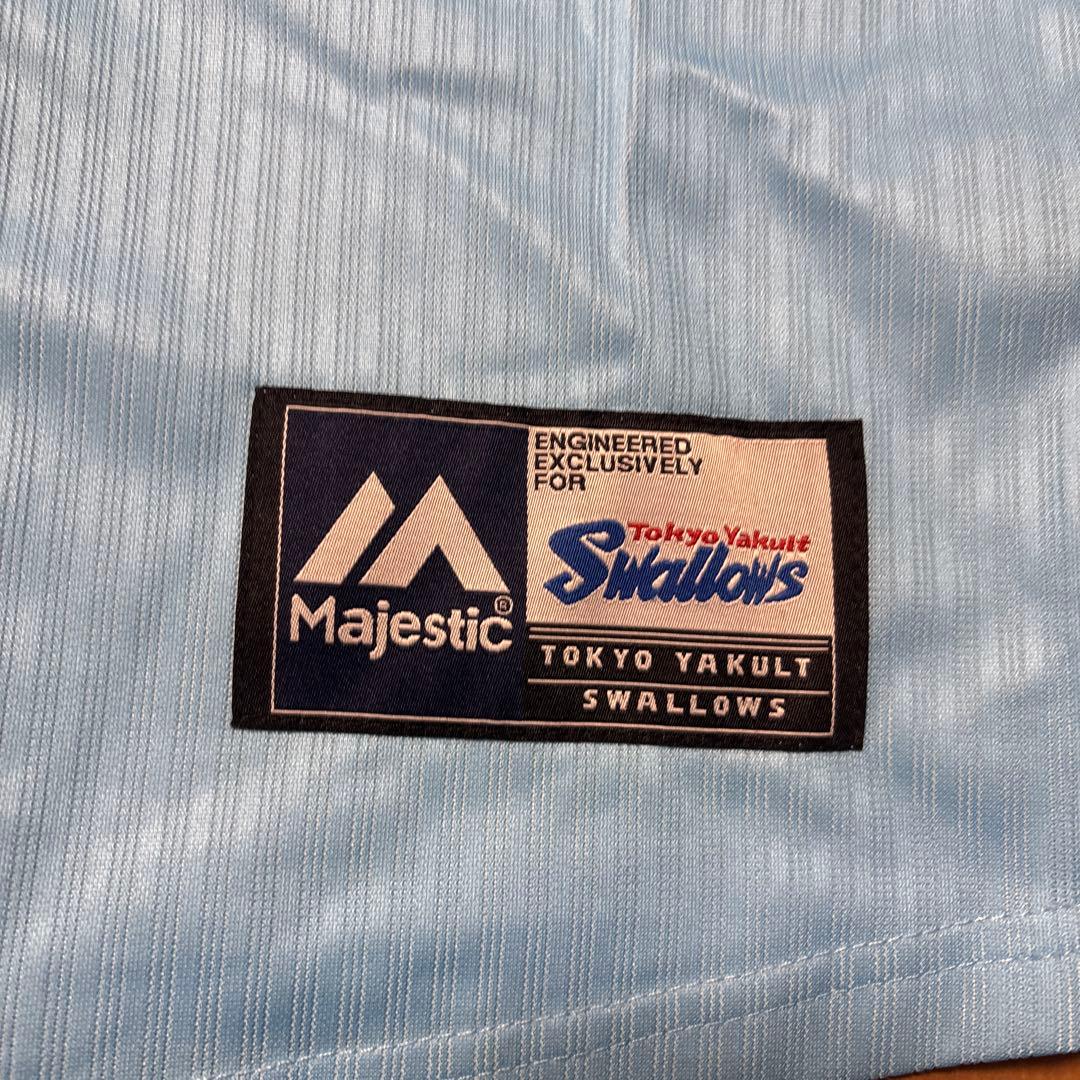 Majestic®
ENGINEERED
EXCLUSIVELY
FOR
Tokyo Yakult
Swallows
TOKYO YAKULT
SWALLOWS